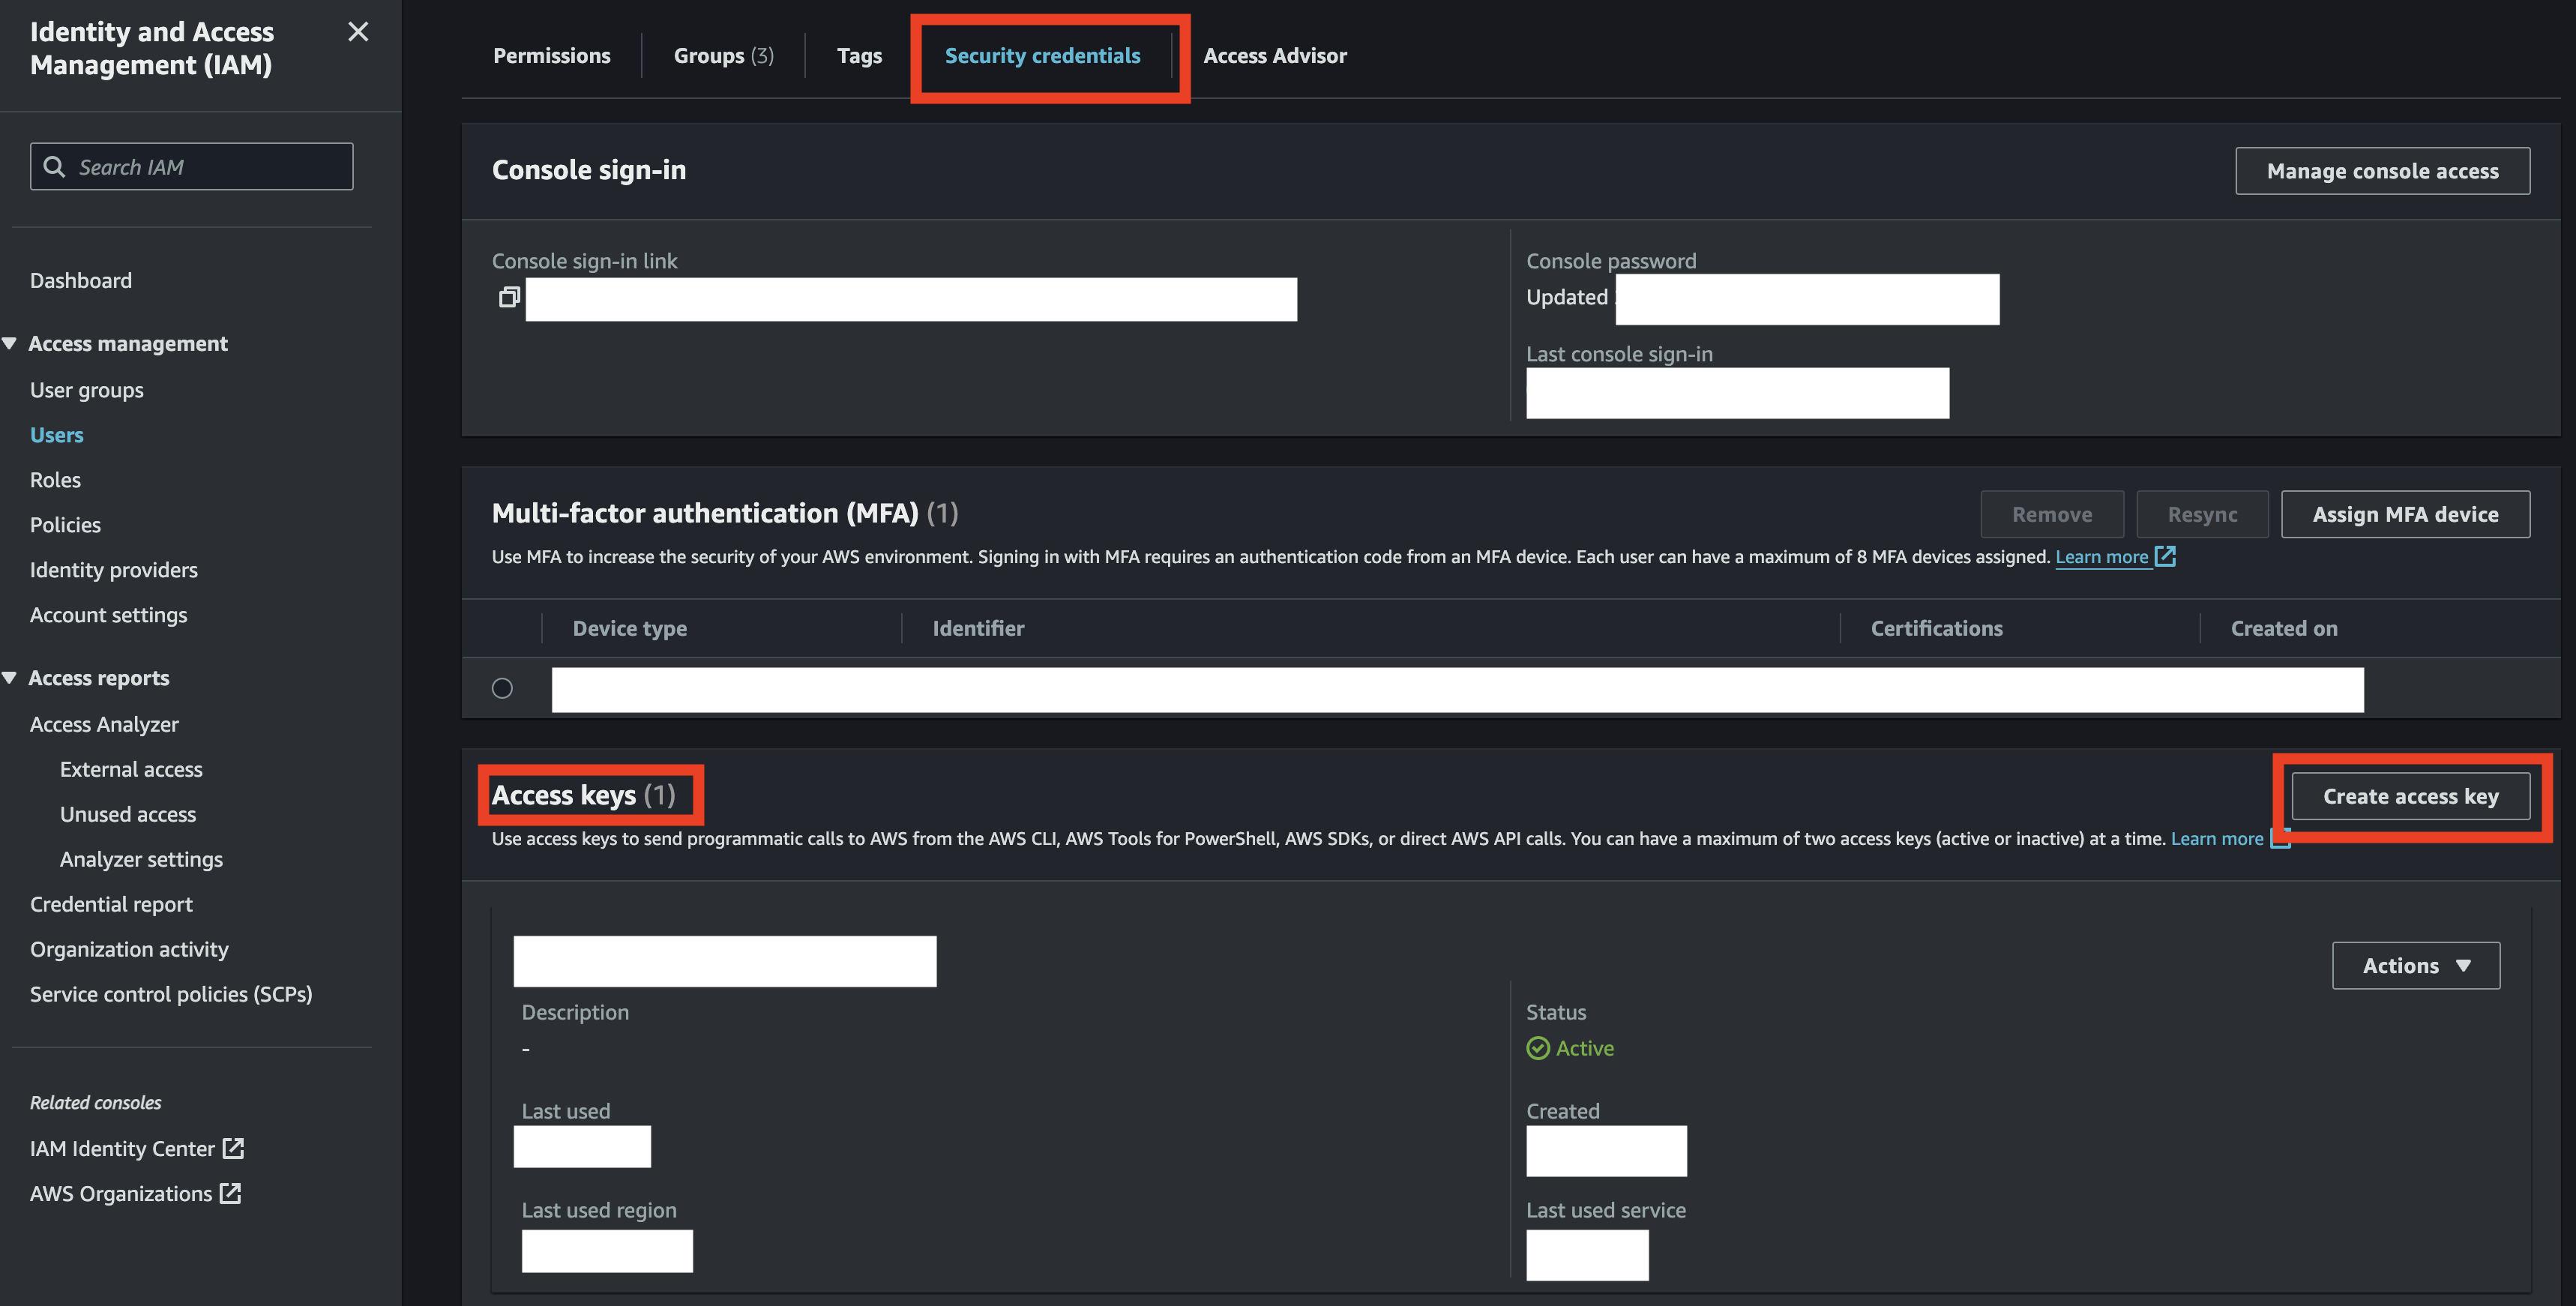 Identity and Access
Management (IAM)
Search IAM
Dashboard
Access management
User groups
Users
Roles
Policies
Identity providers
Account settings
Access reports
Access Analyzer
External access
Unused access
Analyzer settings
Credential report
Organization activity
Service control policies (SCPs)
Related consoles
IAM Identity Center
AWS Organizations
Permissions
Groups (3)
Tags
Security credentials
Access Advisor
Console sign-in
Manage console access
Console sign-in link
Console password
Updated
Last console sign-in
Multi-factor authentication (MFA) (1)
Remove
Resync
Assign MFA device
Use MFA to increase the security of your AWS environment. Signing in with MFA requires an authentication code from an MFA device. Each user can have a maximum of 8 MFA devices assigned. Learn more
Device type
Identifier
Certifications
Created on
Access keys (1)
Create access key
Use access keys to send programmatic calls to AWS from the AWS CLI, AWS Tools for PowerShell, AWS SDKs, or direct AWS API calls. You can have a maximum of two access keys (active or inactive) at a time. Learn more
Actions
Description
-
Status
Active
Last used
Created
Last used region
Last used service